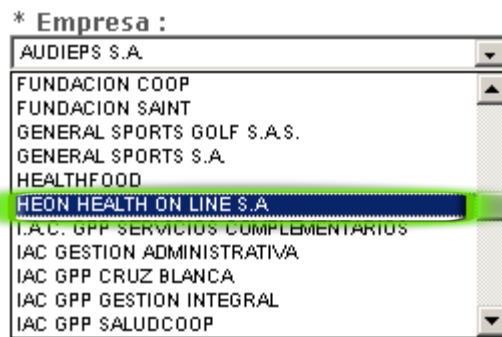 * Empresa :
AUDIEPS S.A.
FUNDACION COOP
FUNDACION SAINT
GENERAL SPORTS GOLF S.A.S.
GENERAL SPORTS S.A.
HEALTHFOOD
HEON HEALTH ON LINE S.A
I.A.C. GPP SERVICIOS COMPLEMENTARIOS
IAC GESTION ADMINISTRATIVA
IAC GPP CRUZ BLANCA
IAC GPP GESTION INTEGRAL
IAC GPP SALUDCOOP